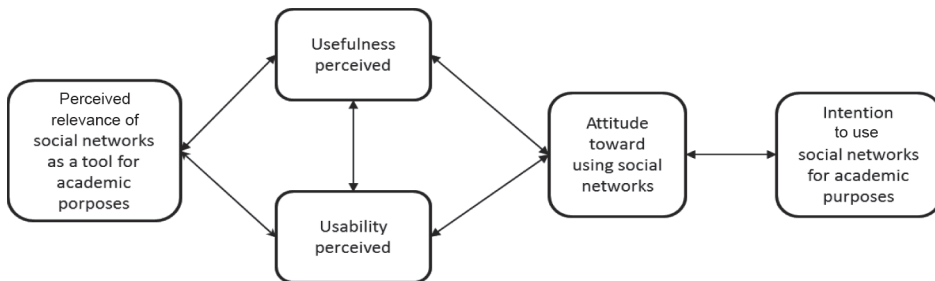 Perceived
relevance of
social networks
as a tool for
academic
porposes
Usefulness
perceived
Usability
perceived
Attitude
toward
using social
networks
Intention
to use
social networks
for academic
purposes